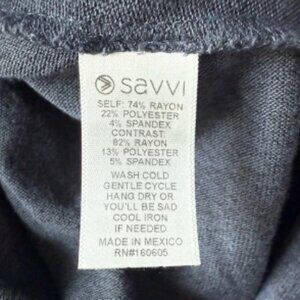 savvi
SELF: 74% RAYON
22% POLYESTER
4% SPANDEX
CONTRAST:
82% RAYON
13% POLYESTER
5% SPANDEX
WASH COLD
GENTLE CYCLE
HANG DRY OR
YOU'LL BE SAD
COOL IRON
IF NEEDED
MADE IN MEXICO
RN#160605